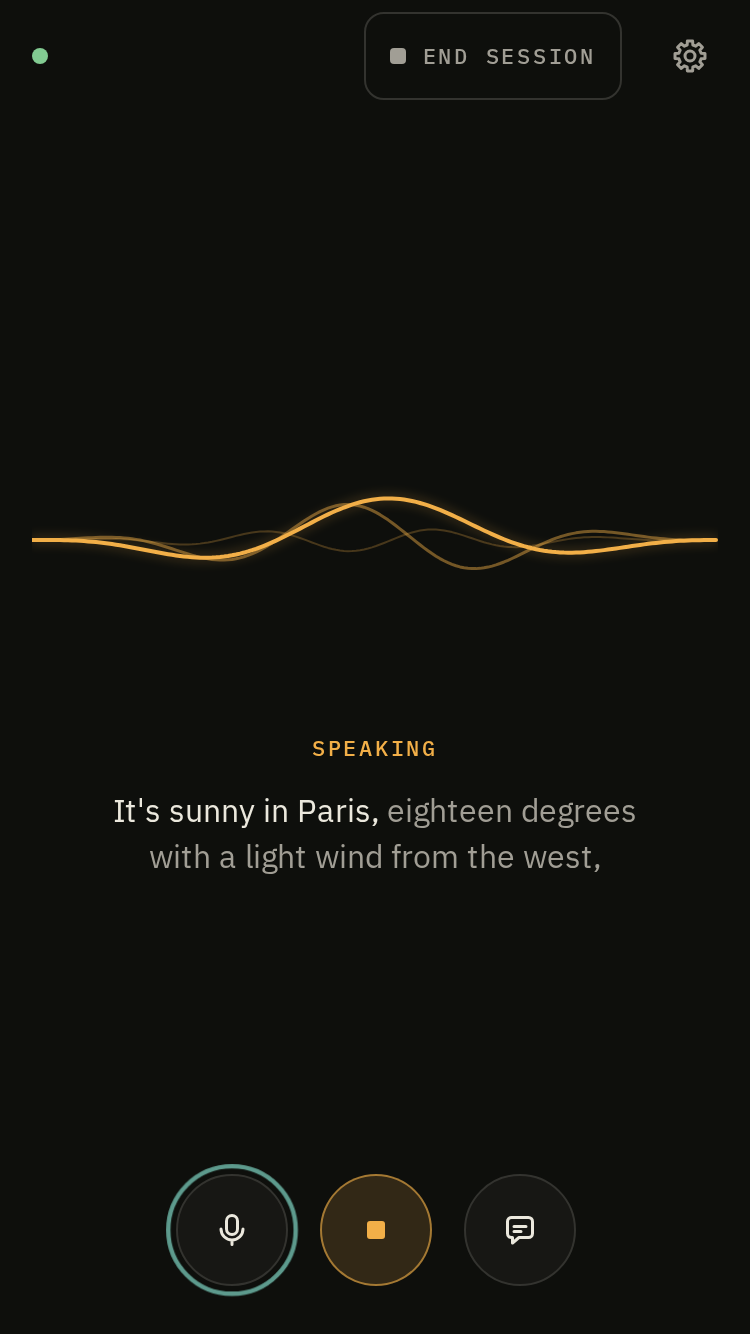 END SESSION
SPEAKING
It's sunny in Paris, eighteen degrees
with a light wind from the west,